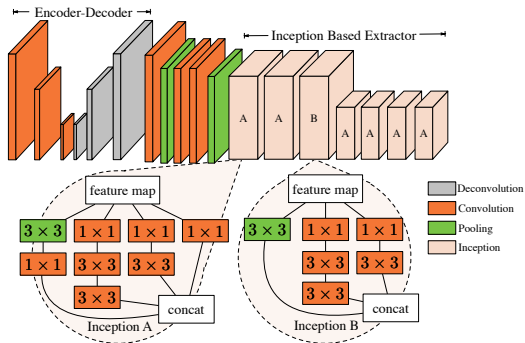 Encoder-Decoder
Inception Based Extractor
A A B A A A A
feature map
3 × 3 1 × 1 1 × 1 1 × 1
1 × 1 3 × 3 3 × 3
3 × 3
concat
Inception A
feature map
3 × 3 1 × 1 1 × 1
3 × 3 3 × 3
3 × 3
concat
Inception B
Deconvolution
Convolution
Pooling
Inception